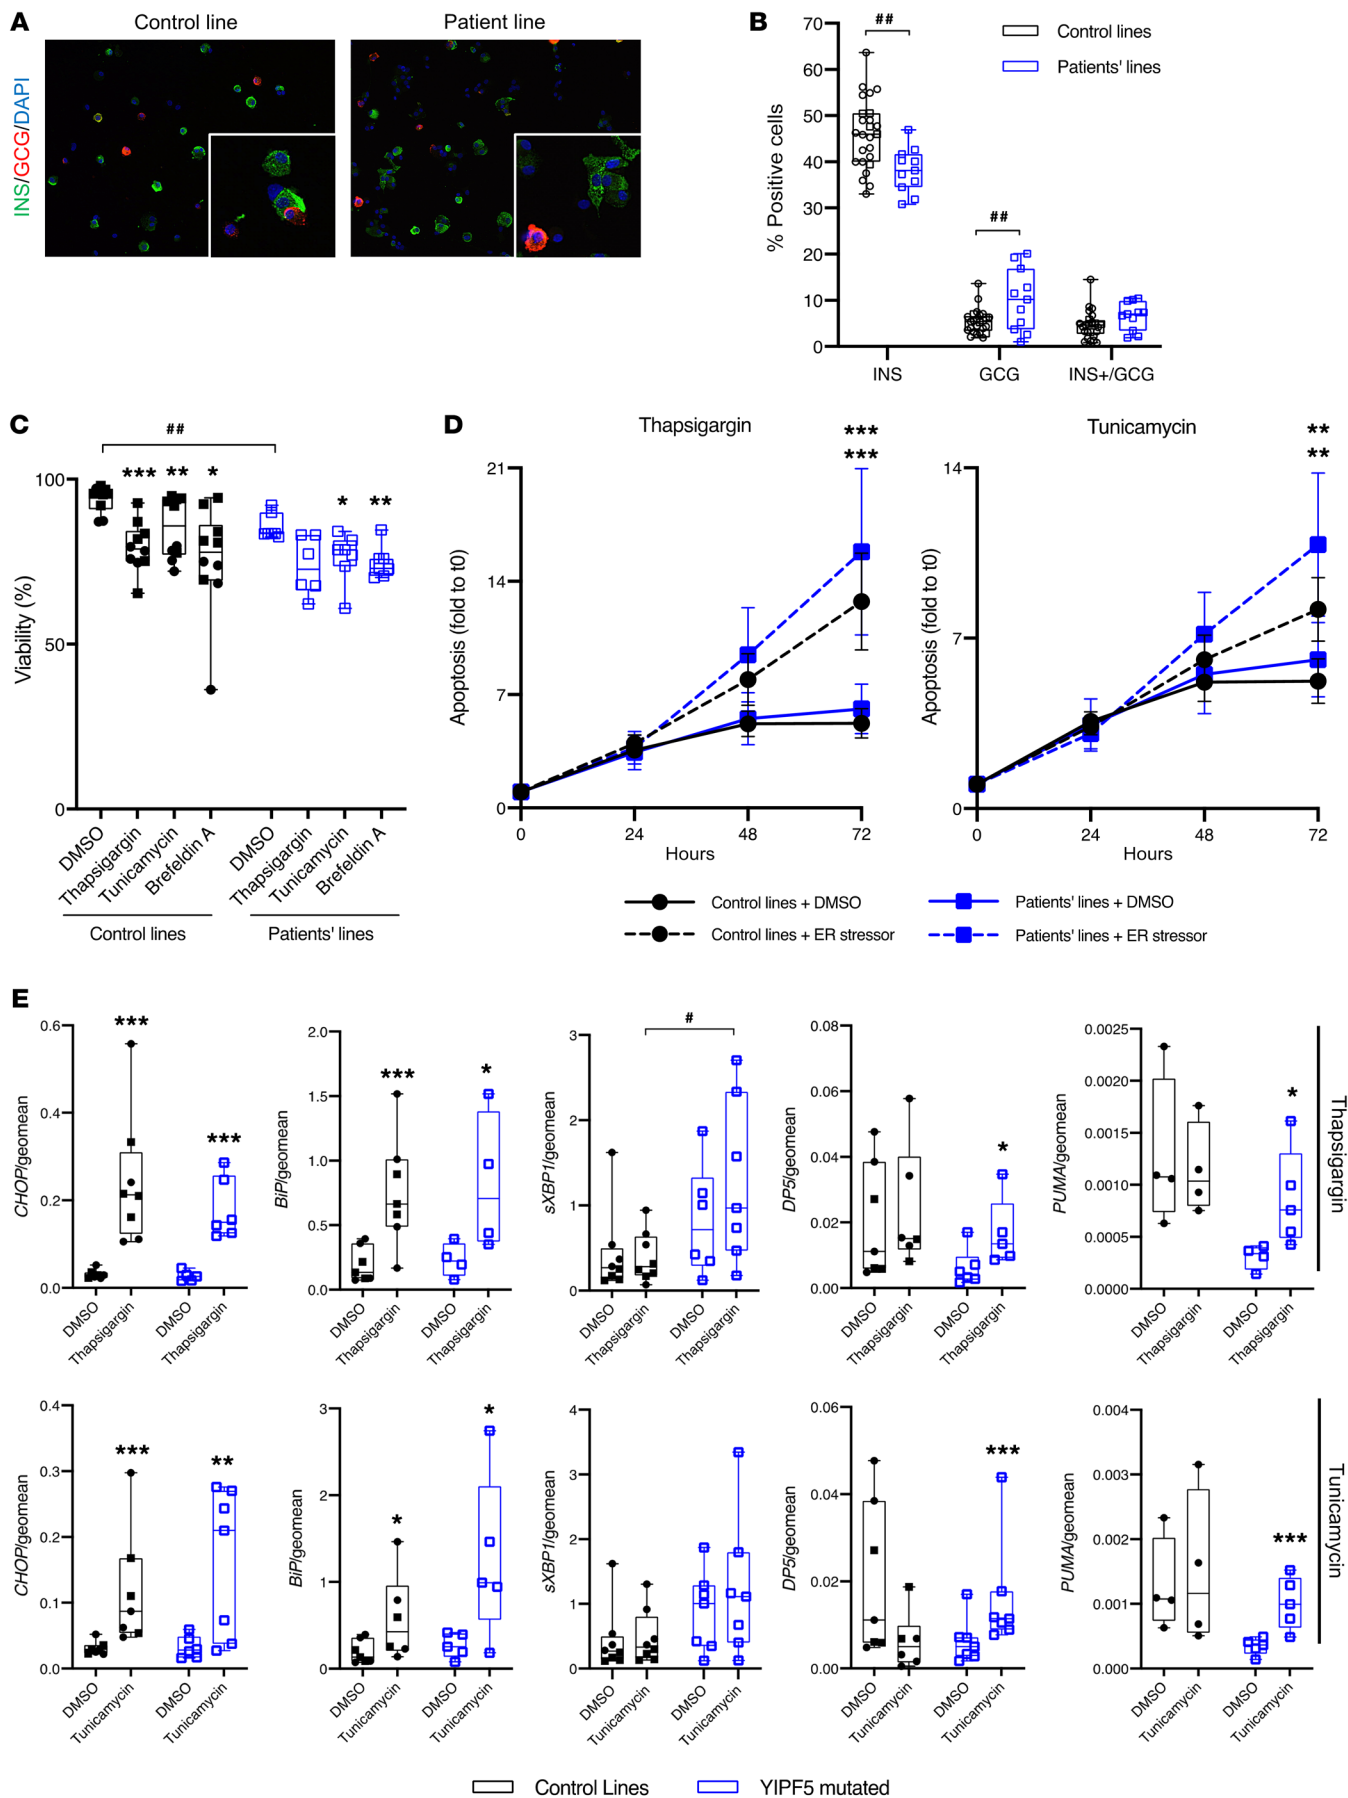 A
Control line
Patient line
INS/GCG/DAPI
B
% Positive cells
70
60
50
40
30
20
10
0
##
##
Control lines
Patients' lines
INS
GCG
INS+/GCG
C
Viability (%)
100
50
0
##
*** ** *
* **
DMSO
Thapsigargin
Tunicamycin
Brefeldin A
DMSO
Thapsigargin
Tunicamycin
Brefeldin A
Control lines
Patients' lines
D
Thapsigargin
Apoptosis (fold to t0)
21
14
7
0
***
***
0 24 48 72
Hours
Tunicamycin
Apoptosis (fold to t0)
14
7
0
**
**
0 24 48 72
Hours
Control lines + DMSO
Patients' lines + DMSO
Control lines + ER stressor
Patients' lines + ER stressor
E
CHOP/geomean
0.6
0.4
0.2
0.0
***
***
DMSO
Thapsigargin
DMSO
Thapsigargin
BiP/geomean
2.0
1.5
1.0
0.5
0.0
***
*
DMSO
Thapsigargin
DMSO
Thapsigargin
sXBP1/geomean
3
2
1
0
#
DMSO
Thapsigargin
DMSO
Thapsigargin
DP5/geomean
0.08
0.06
0.04
0.02
0.00
*
DMSO
Thapsigargin
DMSO
Thapsigargin
PUMA/geomean
0.0025
0.0020
0.0015
0.0010
0.0005
0.0000
*
DMSO
Thapsigargin
DMSO
Thapsigargin
Thapsigargin
CHOP/geomean
0.4
0.3
0.2
0.1
0.0
***
**
DMSO
Tunicamycin
DMSO
Tunicamycin
BiP/geomean
3
2
1
0
*
*
DMSO
Tunicamycin
DMSO
Tunicamycin
sXBP1/geomean
4
3
2
1
0
DMSO
Tunicamycin
DMSO
Tunicamycin
DP5/geomean
0.06
0.04
0.02
0.00
***
DMSO
Tunicamycin
DMSO
Tunicamycin
PUMA/geomean
0.004
0.003
0.002
0.001
0.000
***
DMSO
Tunicamycin
DMSO
Tunicamycin
Tunicamycin
Control Lines
YIPF5 mutated